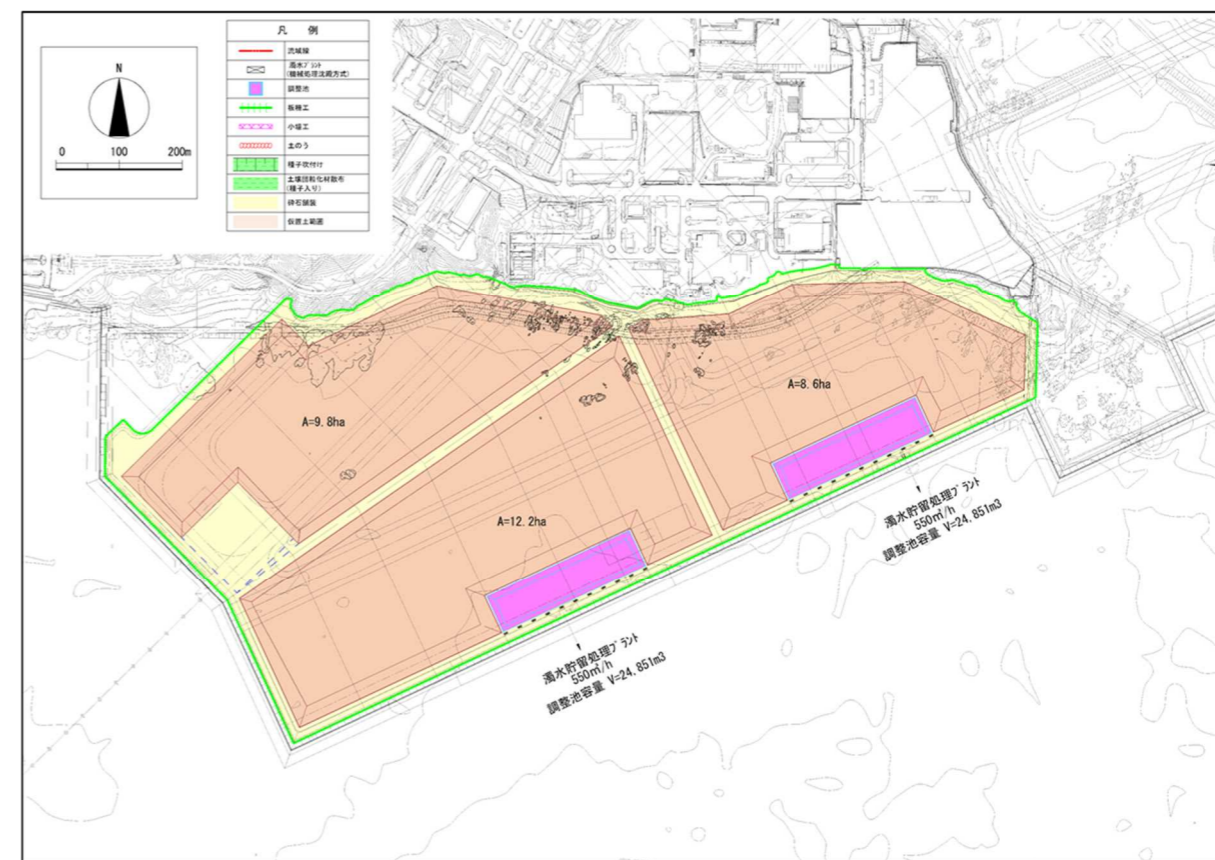 N
0 100 200m
凡 例
流域線
濁水プラント
(機械処理沈殿方式)
調整池
板柵工
小堤工
土のう
種子吹付け
土壌団粒化材散布
(種子入り)
砕石舗装
仮置土範囲
A=9.8ha
A=8.6ha
A=12.2ha
濁水貯留処理プラント
550㎥/h
調整池容量 V=24,851m3
濁水貯留処理プラント
550㎥/h
調整池容量 V=24,851m3